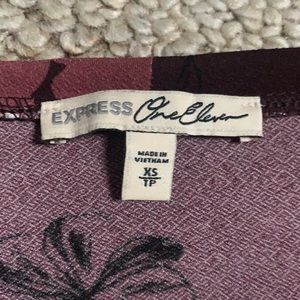 EXPRESS One Eleven
MADE IN
VIETNAM
XS
TP